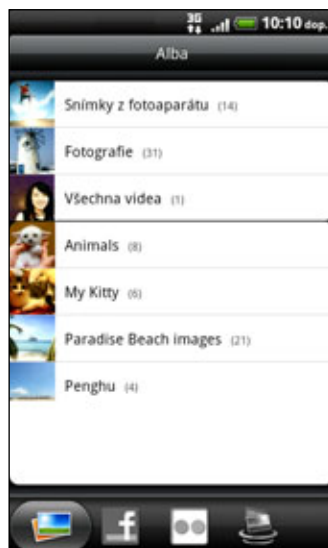 3G 10:10 dop.
Alba
Snímky z fotoaparátu (14)
Fotografie (31)
Všechna videa (1)
Animals (8)
My Kitty (6)
Paradise Beach images (21)
Penghu (4)
f